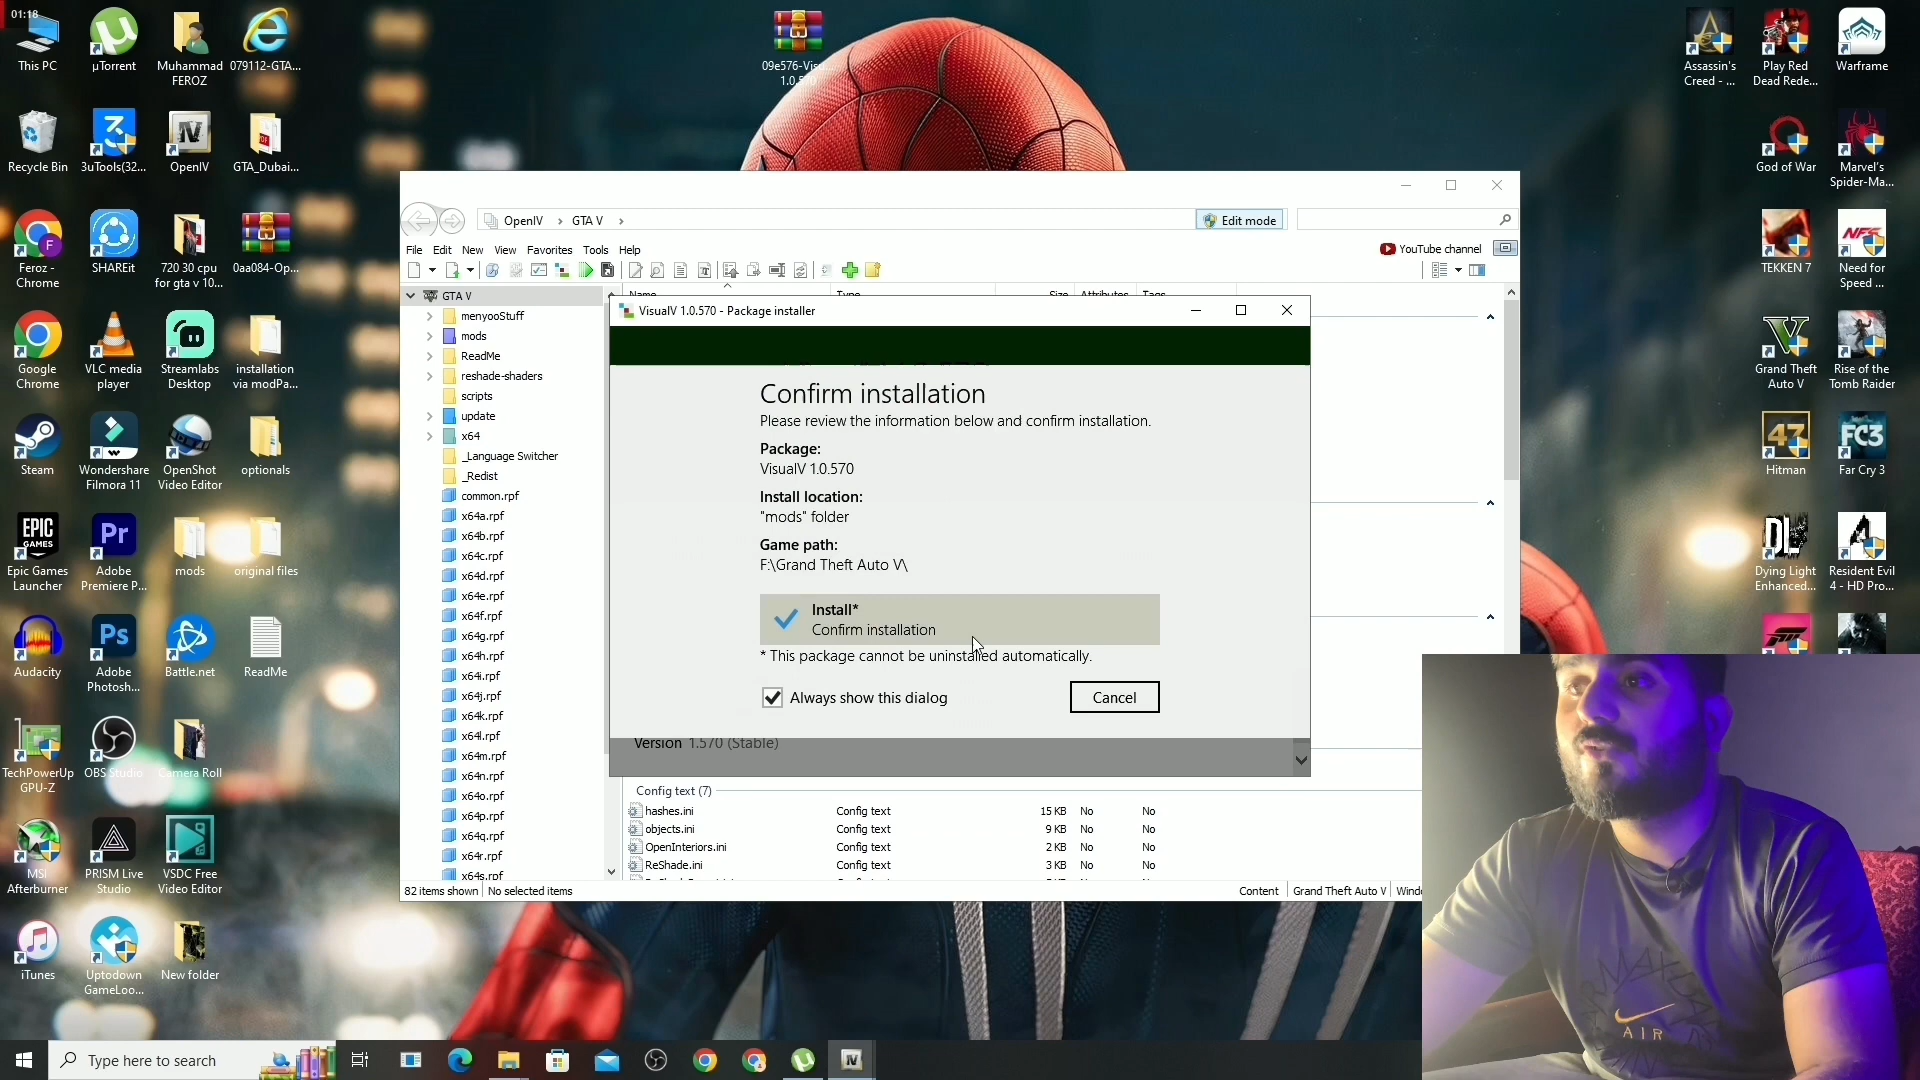 01:18
This PC
µTorrent
Muhammad
FEROZ
079112-GTA...
Recycle Bin
3uTools(32...
OpenIV
GTA_Dubai...
Feroz -
Chrome
SHAREit
720 30 cpu
for gta v 10...
0aa084-Op...
Google
Chrome
VLC media
player
Streamlabs
Desktop
installation
via modPa...
Steam
Wondershare
Filmora 11
OpenShot
Video Editor
optionals
Epic Games
Launcher
Adobe
Premiere P...
mods
original files
Audacity
Adobe
Photosh...
Battle.net
ReadMe
TechPowerUp
GPU-Z
OBS Studio
Camera Roll
MSI
Afterburner
PRISM Live
Studio
VSDC Free
Video Editor
iTunes
Uptodown
GameLoo...
New folder
09e576-Visu...
1.0.5
Assassin's
Creed - ...
Play Red
Dead Rede...
Warframe
God of War
Marvel's
Spider-Ma...
TEKKEN 7
Need for
Speed ...
Grand Theft
Auto V
Rise of the
Tomb Raider
Hitman
Far Cry 3
Dying Light
Enhanced...
Resident Evil
4 - HD Pro...
OpenIV
GTA V
Edit mode
File Edit New View Favorites Tools Help
YouTube channel
GTA V
menyooStuff
mods
ReadMe
reshade-shaders
scripts
update
x64
_Language Switcher
_Redist
common.rpf
x64a.rpf
x64b.rpf
x64c.rpf
x64d.rpf
x64e.rpf
x64f.rpf
x64g.rpf
x64h.rpf
x64i.rpf
x64j.rpf
x64k.rpf
x64l.rpf
x64m.rpf
x64n.rpf
x64o.rpf
x64p.rpf
x64q.rpf
x64r.rpf
x64s.rpf
Name Type Size Attributes Tags
VisualV 1.0.570 - Package installer
Confirm installation
Please review the information below and confirm installation.
Package:
VisualV 1.0.570
Install location:
"mods" folder
Game path:
F:\Grand Theft Auto V\
Install*
Confirm installation
* This package cannot be uninstalled automatically.
Always show this dialog
Cancel
Version 1.570 (Stable)
Config text (7)
hashes.ini Config text 15 KB No No
objects.ini Config text 9 KB No No
OpenInteriors.ini Config text 2 KB No No
ReShade.ini Config text 3 KB No No
82 items shown No selected items
Content Grand Theft Auto V Windo
Type here to search
AIR